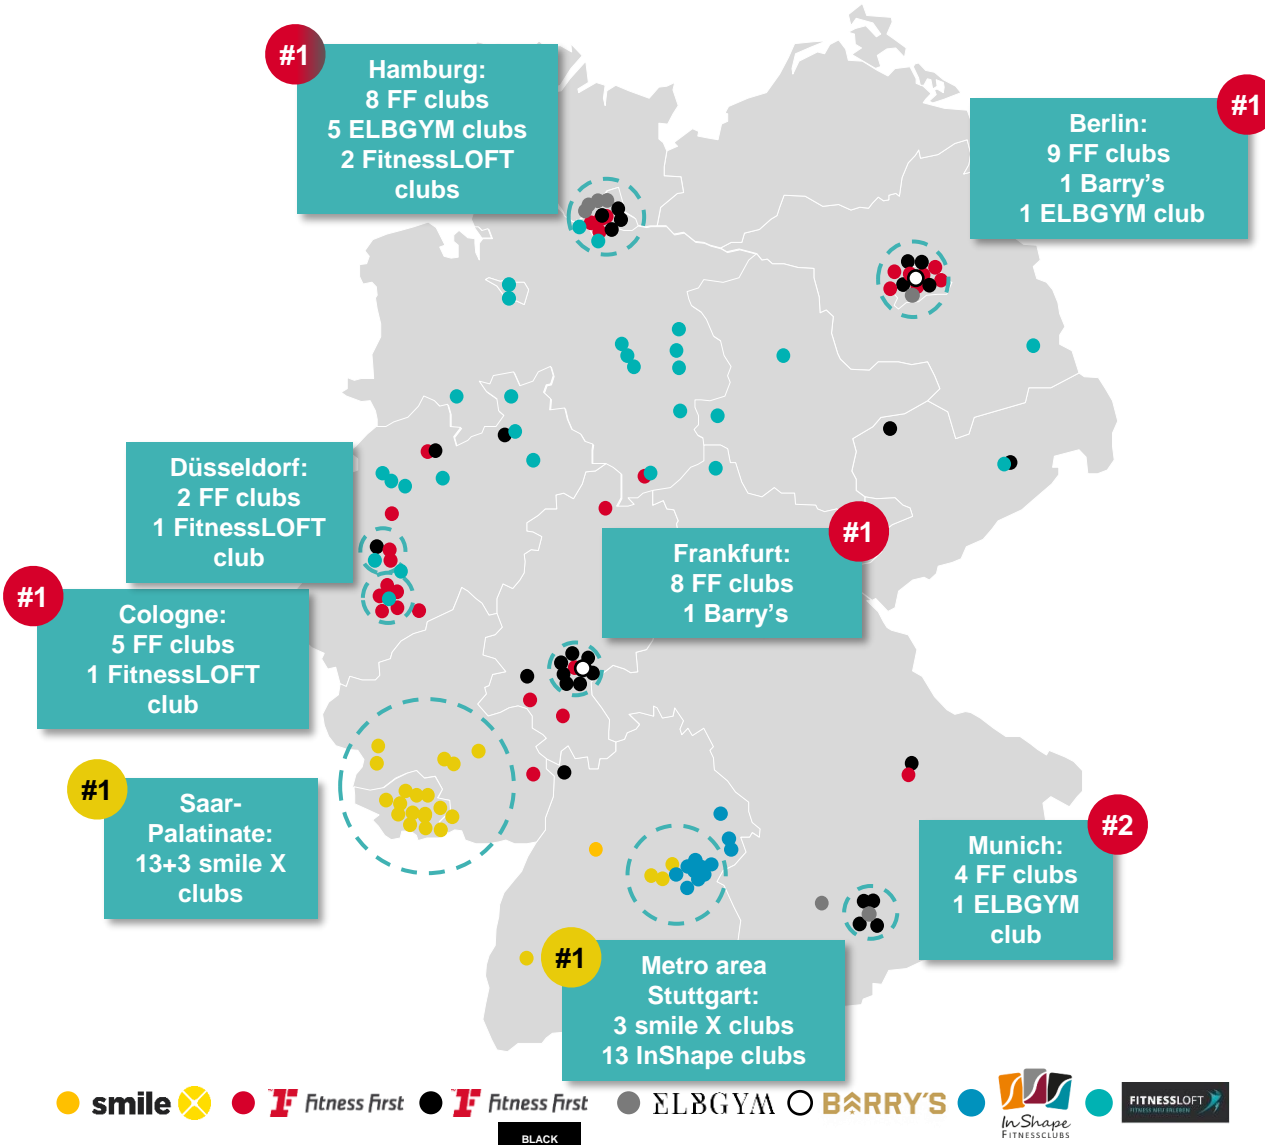 #1
Hamburg:
8 FF clubs
5 ELBGYM clubs
2 FitnessLOFT
clubs
#1
Berlin:
9 FF clubs
1 Barry's
1 ELBGYM club
Düsseldorf:
2 FF clubs
1 FitnessLOFT
club
#1
Frankfurt:
8 FF clubs
1 Barry's
#1
Cologne:
5 FF clubs
1 FitnessLOFT
club
#1
Saar-
Palatinate:
13+3 smile X
clubs
#2
Munich:
4 FF clubs
1 ELBGYM
club
#1
Metro area
Stuttgart:
3 smile X clubs
13 InShape clubs
smile X
Fitness First
Fitness First
BLACK
ELBGYM
BARRY'S
InShape
FITNESSCLUBS
FITNESSLOFT
FITNESS NEU ERLEBEN